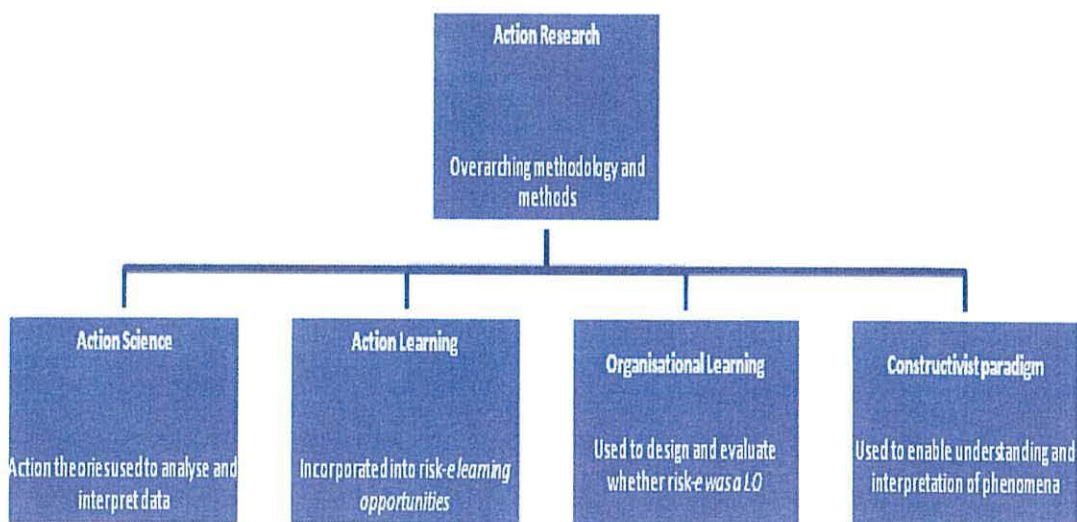 Action Research
Overarching methodology and
methods
Action Science
Action theories used to analyse and
interpret data
Action Learning
Incorporated into risk-e learning
opportunities
Organisational Learning
Used to design and evaluate
whether risk-e was a LO
Constructivist paradigm
Used to enable understanding and
interpretation of phenomena